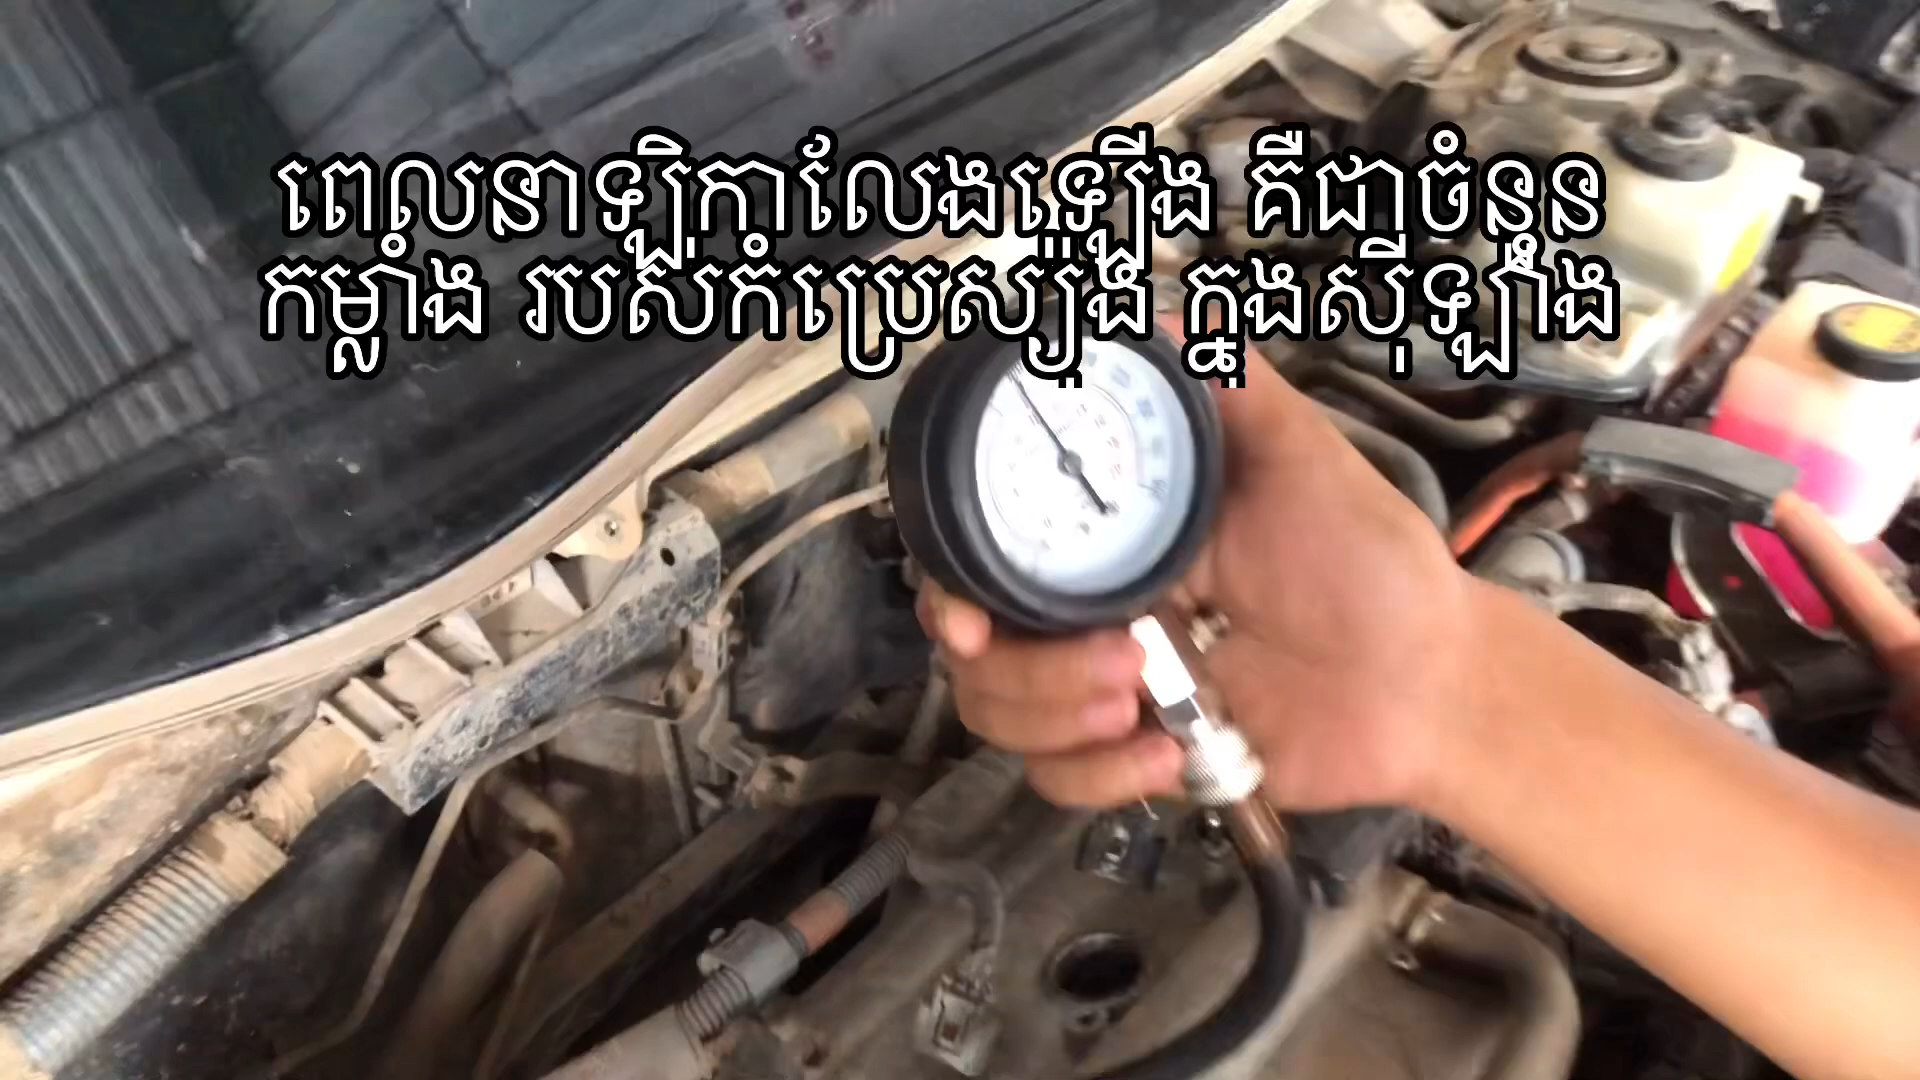 ពេលនាឡិកាលែងឡើង គឺជាចំនួន
កម្លាំង របស់កំប្រេស្យ៉ុង ក្នុងស៊ីឡាំង